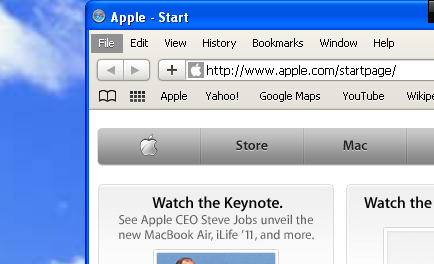 Apple - Start
File Edit View History Bookmarks Window Help
http://www.apple.com/startpage/
Apple Yahoo! Google Maps YouTube Wikipe
Store Mac
Watch the Keynote.
See Apple CEO Steve Jobs unveil the
new MacBook Air, iLife '11, and more.
Watch the